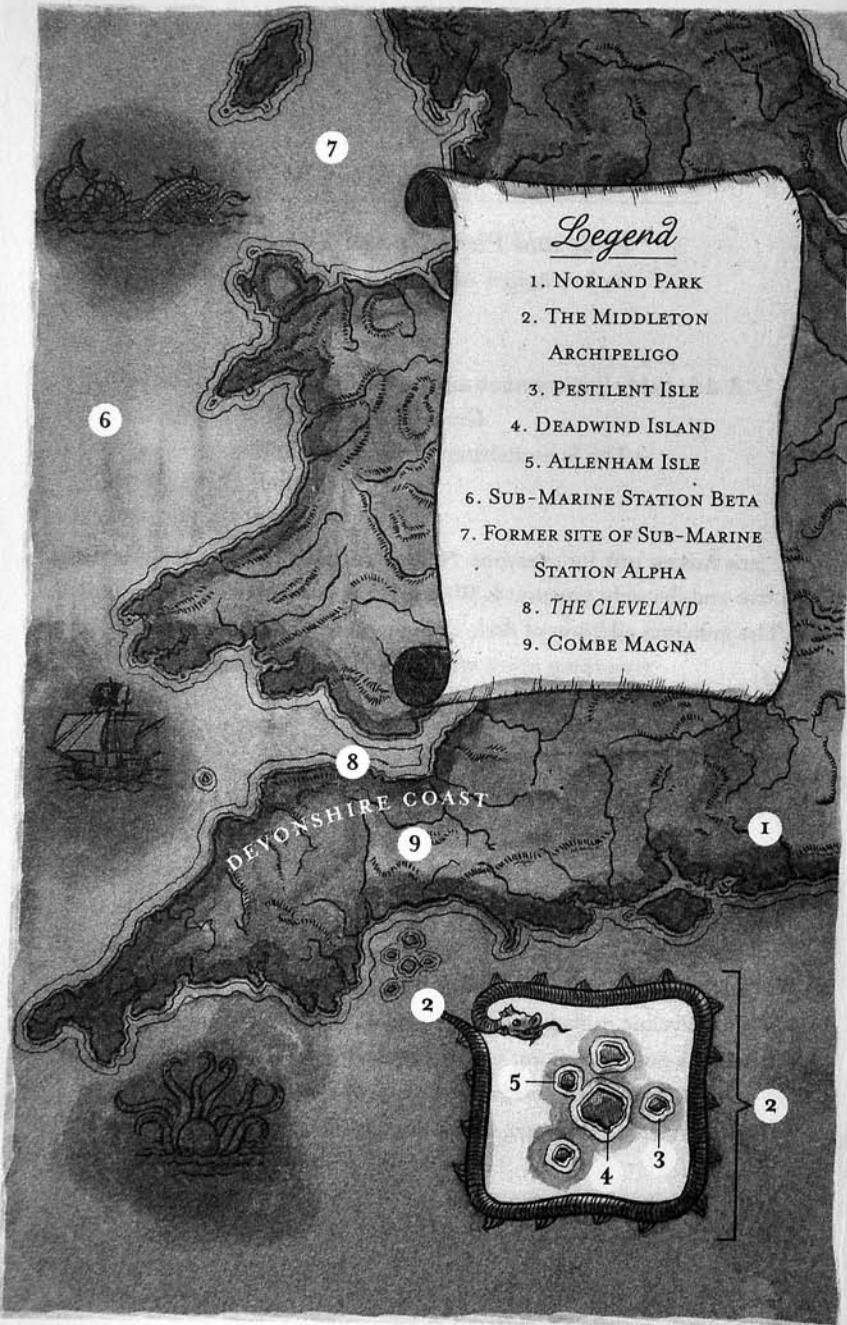 7
Legend
1. Norland Park
2. The Middleton
Archipeligo
3. Pestilent Isle
4. Deadwind Island
5. Allenham Isle
6. Sub-Marine Station Beta
7. Former site of Sub-Marine
Station Alpha
8. THE CLEVELAND
9. Combe Magna
6
8
DEVONSHIRE COAST
9
1
2
5
4
3
2